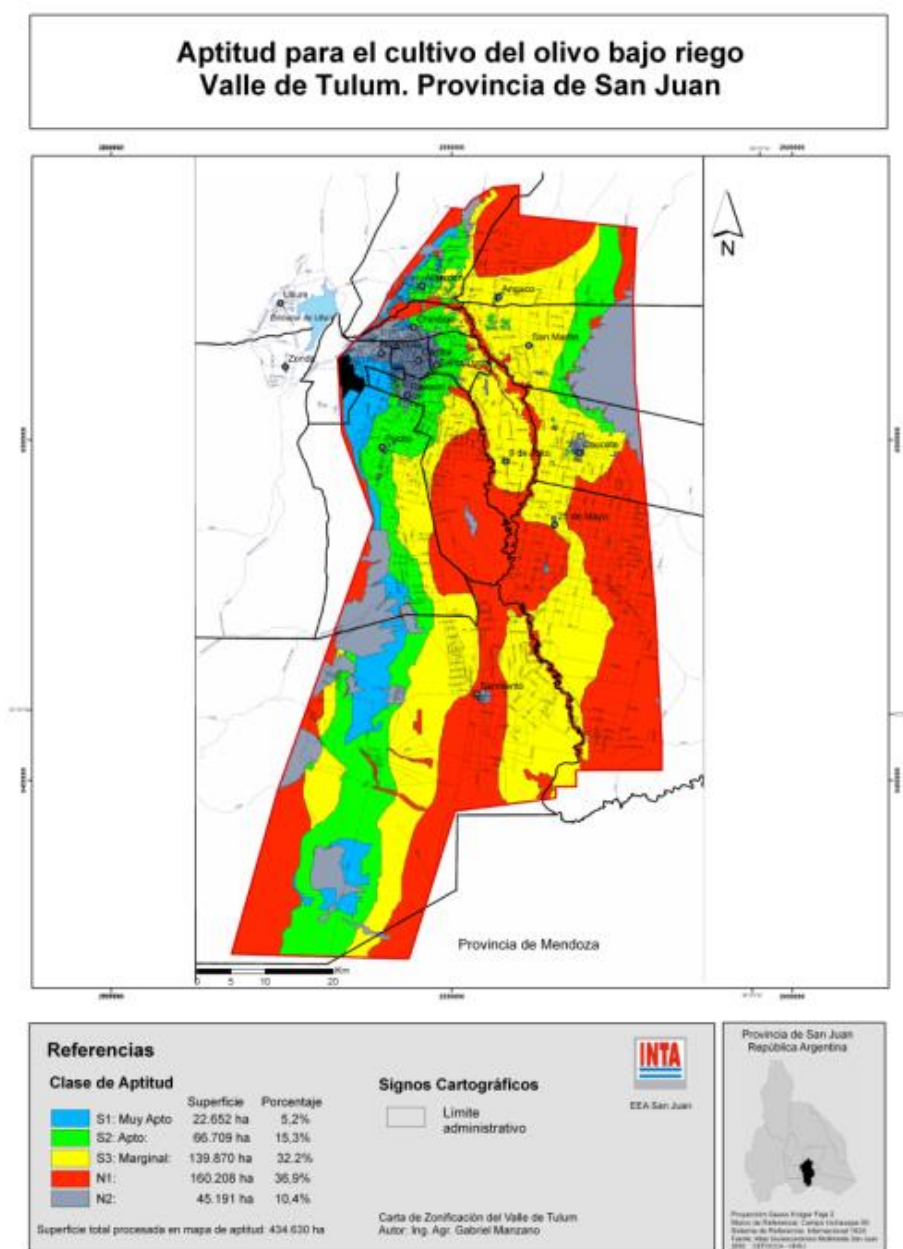 Aptitud para el cultivo del olivo bajo riego
Valle de Tulum. Provincia de San Juan
N
Ullum
Zonda
Albardón
Angaco
Chimbas
San Martín
Pocito
9 de Julio
Caucete
25 de Mayo
Sarmiento
Provincia de Mendoza
Km
0 5 10 20
Referencias
Clase de Aptitud
Superficie Porcentaje
S1: Muy Apto 22.652 ha 5,2%
S2: Apto: 66.709 ha 15,3%
S3: Marginal: 139.870 ha 32.2%
N1: 160.208 ha 36,9%
N2: 45.191 ha 10,4%
Superficie total procesada en mapa de aptitud: 434.630 ha
Signos Cartográficos
Límite
administrativo
Carta de Zonificación del Valle de Tulum
Autor: Ing. Agr. Gabriel Manzano
INTA
EEA San Juan
Provincia de San Juan
República Argentina